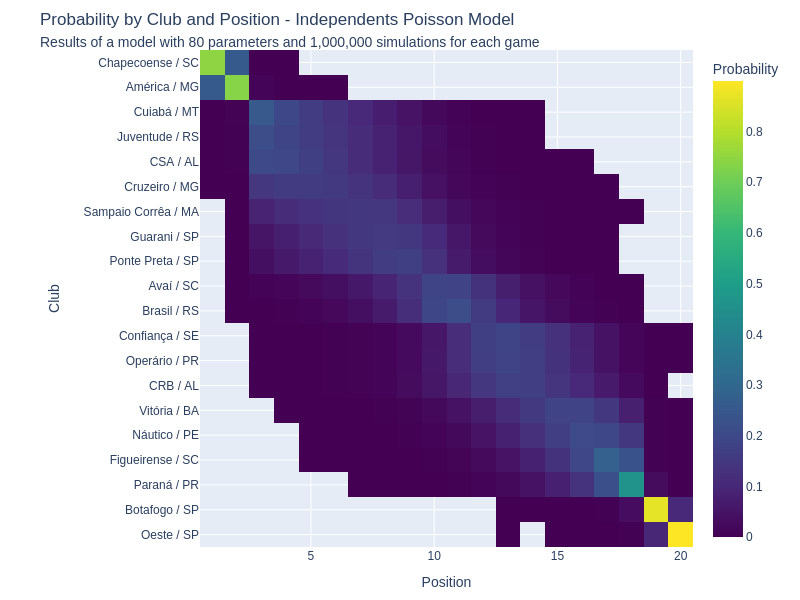 Probability by Club and Position - Independents Poisson Model
Results of a model with 80 parameters and 1,000,000 simulations for each game
Probability
Chapecoense / SC
América / MG
Cuiabá / MT
Juventude / RS
CSA / AL
Cruzeiro / MG
Sampaio Corrêa / MA
Guarani / SP
Ponte Preta / SP
Avaí / SC
Brasil / RS
Confiança / SE
Operário / PR
CRB / AL
Vitória / BA
Náutico / PE
Figueirense / SC
Paraná / PR
Botafogo / SP
Oeste / SP
Club
5
10
15
20
Position
0.8
0.7
0.6
0.5
0.4
0.3
0.2
0.1
0